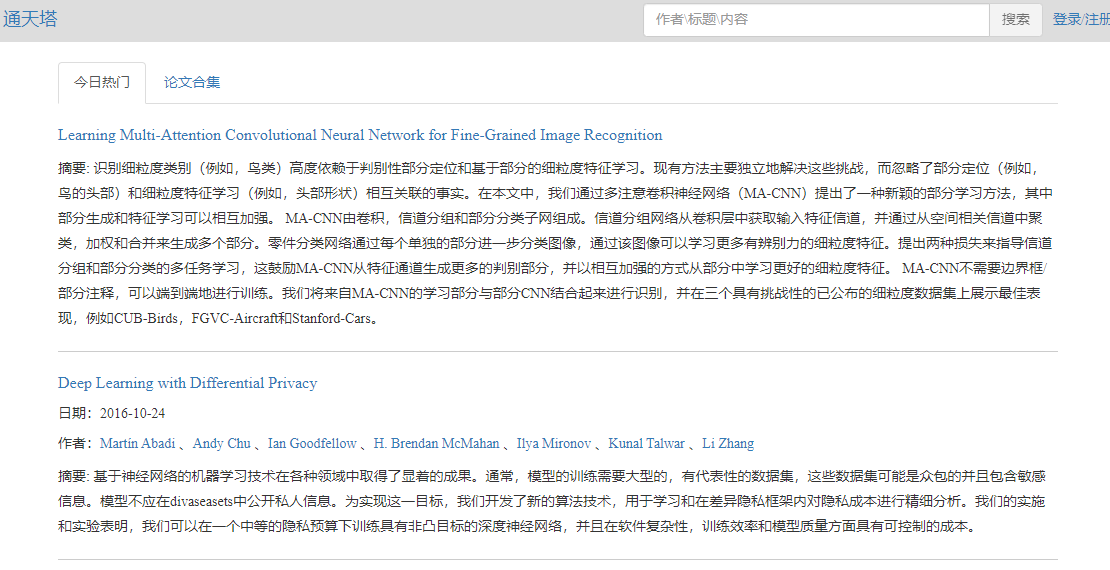 通天塔
作者\标题\内容
搜索
登录/注册
今日热门
论文合集
Learning Multi-Attention Convolutional Neural Network for Fine-Grained Image Recognition
摘要: 识别细粒度类别（例如，鸟类）高度依赖于判别性部分定位和基于部分的细粒度特征学习。现有方法主要独立地解决这些挑战，而忽略了部分定位（例如，
鸟的头部）和细粒度特征学习（例如，头部形状）相互关联的事实。在本文中，我们通过多注意卷积神经网络（MA-CNN）提出了一种新颖的部分学习方法，其中
部分生成和特征学习可以相互加强。 MA-CNN由卷积，信道分组和部分分类子网组成。信道分组网络从卷积层中获取输入特征信道，并通过从空间相关信道中聚
类，加权和合并来生成多个部分。零件分类网络通过每个单独的部分进一步分类图像，通过该图像可以学习更多有辨别力的细粒度特征。提出两种损失来指导信道
分组和部分分类的多任务学习，这鼓励MA-CNN从特征通道生成更多的判别部分，并以相互加强的方式从部分中学习更好的细粒度特征。 MA-CNN不需要边界框/
部分注释，可以端到端地进行训练。我们将来自MA-CNN的学习部分与部分CNN结合起来进行识别，并在三个具有挑战性的已公布的细粒度数据集上展示最佳表
现，例如CUB-Birds，FGVC-Aircraft和Stanford-Cars。
Deep Learning with Differential Privacy
日期：2016-10-24
作者：Martín Abadi 、Andy Chu 、Ian Goodfellow 、H. Brendan McMahan 、Ilya Mironov 、Kunal Talwar 、Li Zhang
摘要: 基于神经网络的机器学习技术在各种领域中取得了显着的成果。通常，模型的训练需要大型的，有代表性的数据集，这些数据集可能是众包的并且包含敏感
信息。模型不应在divaseasets中公开私人信息。为实现这一目标，我们开发了新的算法技术，用于学习和在差异隐私框架内对隐私成本进行精细分析。我们的实施
和实验表明，我们可以在一个中等的隐私预算下训练具有非凸目标的深度神经网络，并且在软件复杂性，训练效率和模型质量方面具有可控制的成本。